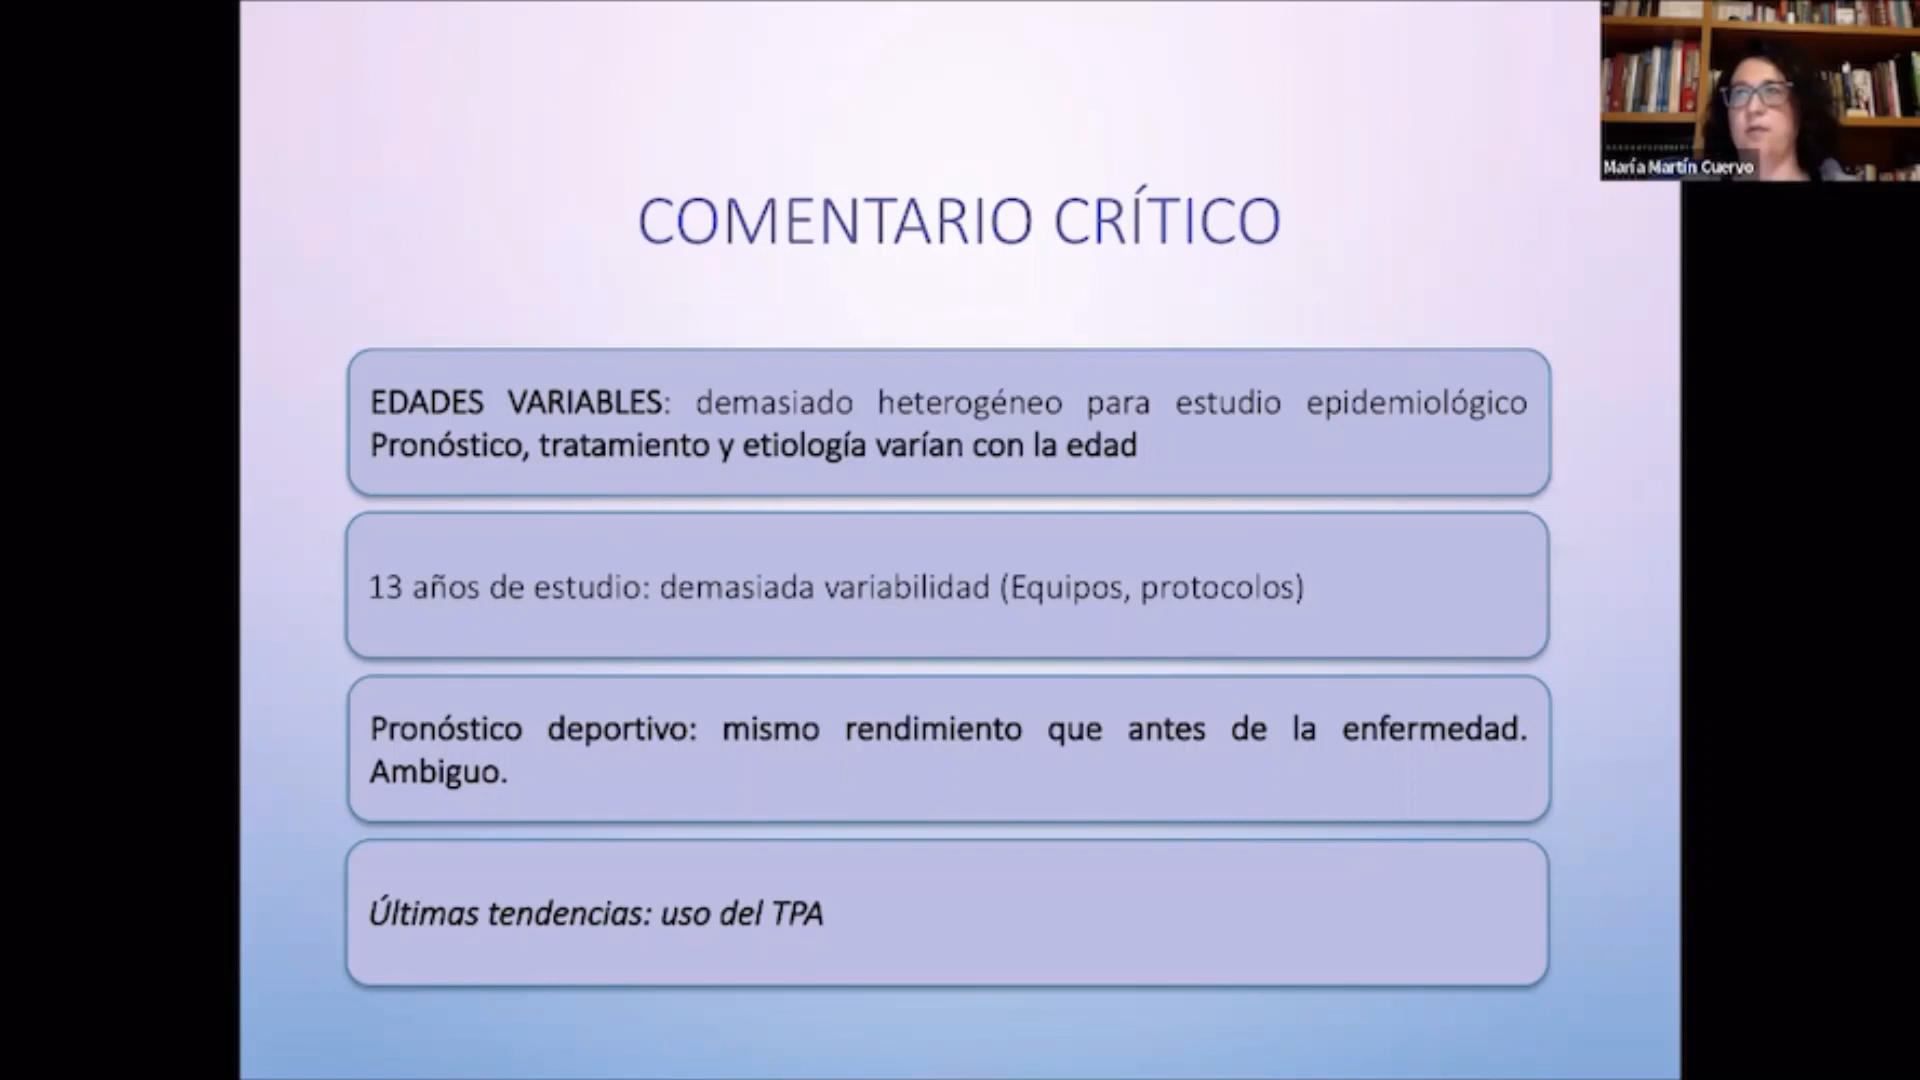 María Martín Cuervo
COMENTARIO CRÍTICO
EDADES VARIABLES: demasiado heterogéneo para estudio epidemiológico
Pronóstico, tratamiento y etiología varían con la edad
13 años de estudio: demasiada variabilidad (Equipos, protocolos)
Pronóstico deportivo: mismo rendimiento que antes de la enfermedad.
Ambiguo.
Últimas tendencias: uso del TPA